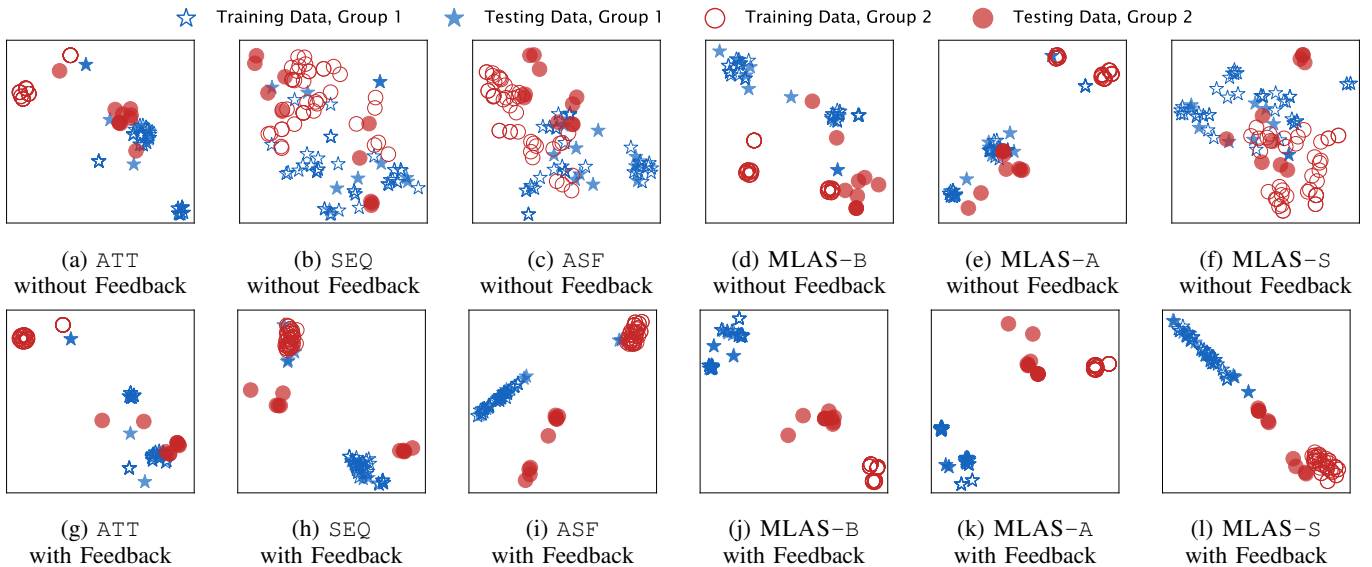 Training Data, Group 1 Testing Data, Group 1 Training Data, Group 2 Testing Data, Group 2
(a) ATT (b) SEQ (c) ASF (d) MLAS-B (e) MLAS-A (f) MLAS-S
without Feedback without Feedback without Feedback without Feedback without Feedback without Feedback
(g) ATT (h) SEQ (i) ASF (j) MLAS-B (k) MLAS-A (l) MLAS-S
with Feedback with Feedback with Feedback with Feedback with Feedback with Feedback